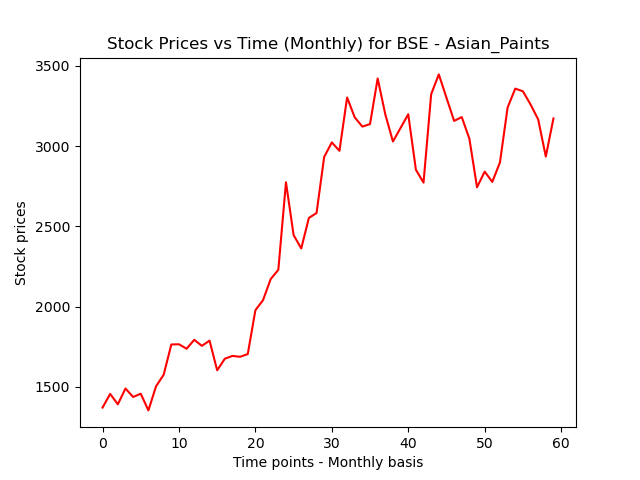 Stock Prices vs Time (Monthly) for BSE - Asian_Paints
3500
3000
2500
2000
1500
Stock prices
0 10 20 30 40 50 60
Time points - Monthly basis